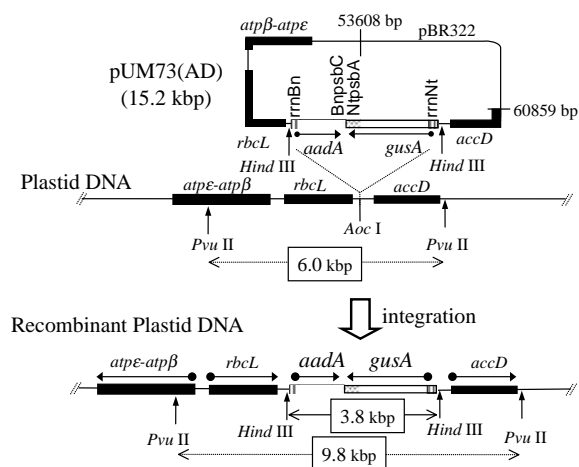 53608 bp
atpβ-atpε
pBR322
pUM73(AD)
(15.2 kbp)
rrnBn
BnpsbC
NtpsbA
rrnNt
60859 bp
rbcL
aadA
gusA
accD
Hind III
Hind III
Plastid DNA
atpε-atpβ
rbcL
accD
Pvu II
Aoc I
Pvu II
6.0 kbp
integration
Recombinant Plastid DNA
atpε-atpβ
rbcL
aadA
gusA
accD
Pvu II
Hind III
3.8 kbp
Hind III
Pvu II
9.8 kbp